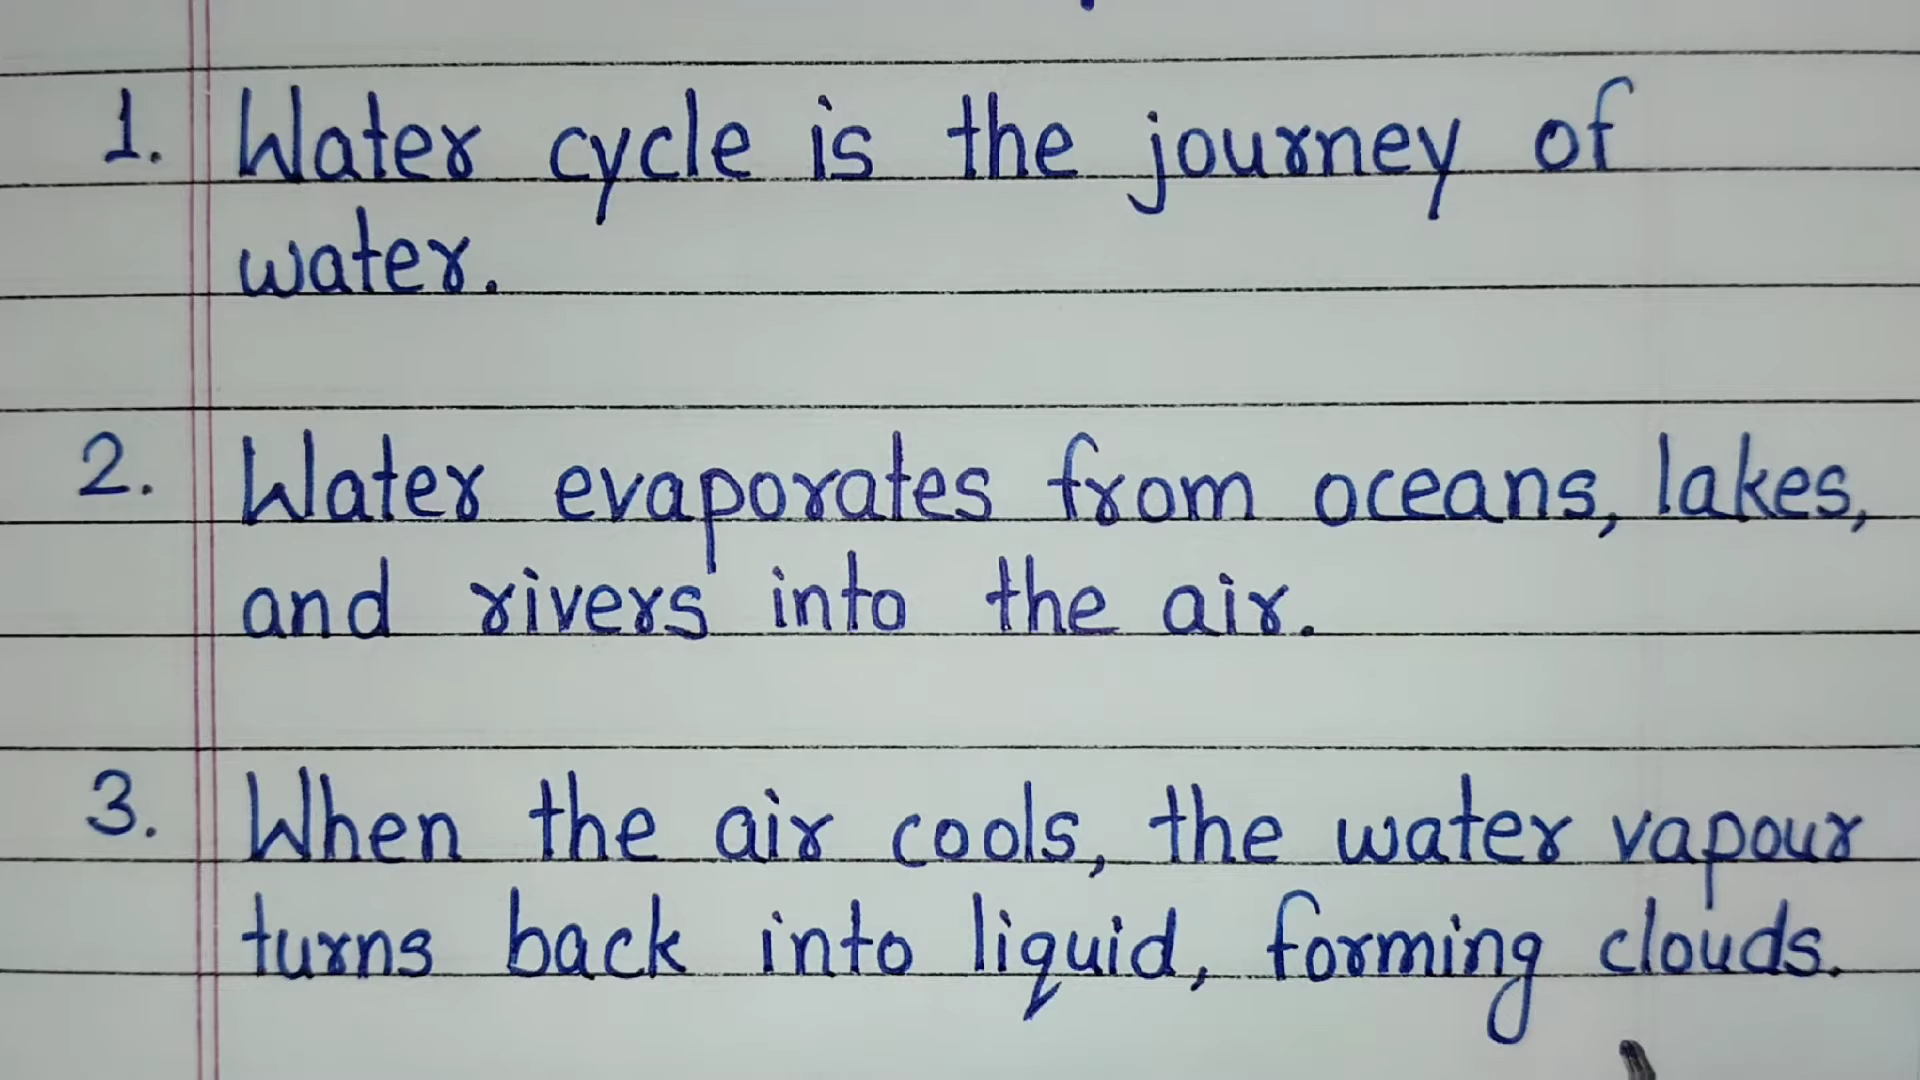 1. Water cycle is the journey of
water.
2. Water evaporates from oceans, lakes,
and rivers into the air.
3. When the air cools, the water vapour
turns back into liquid, forming clouds.